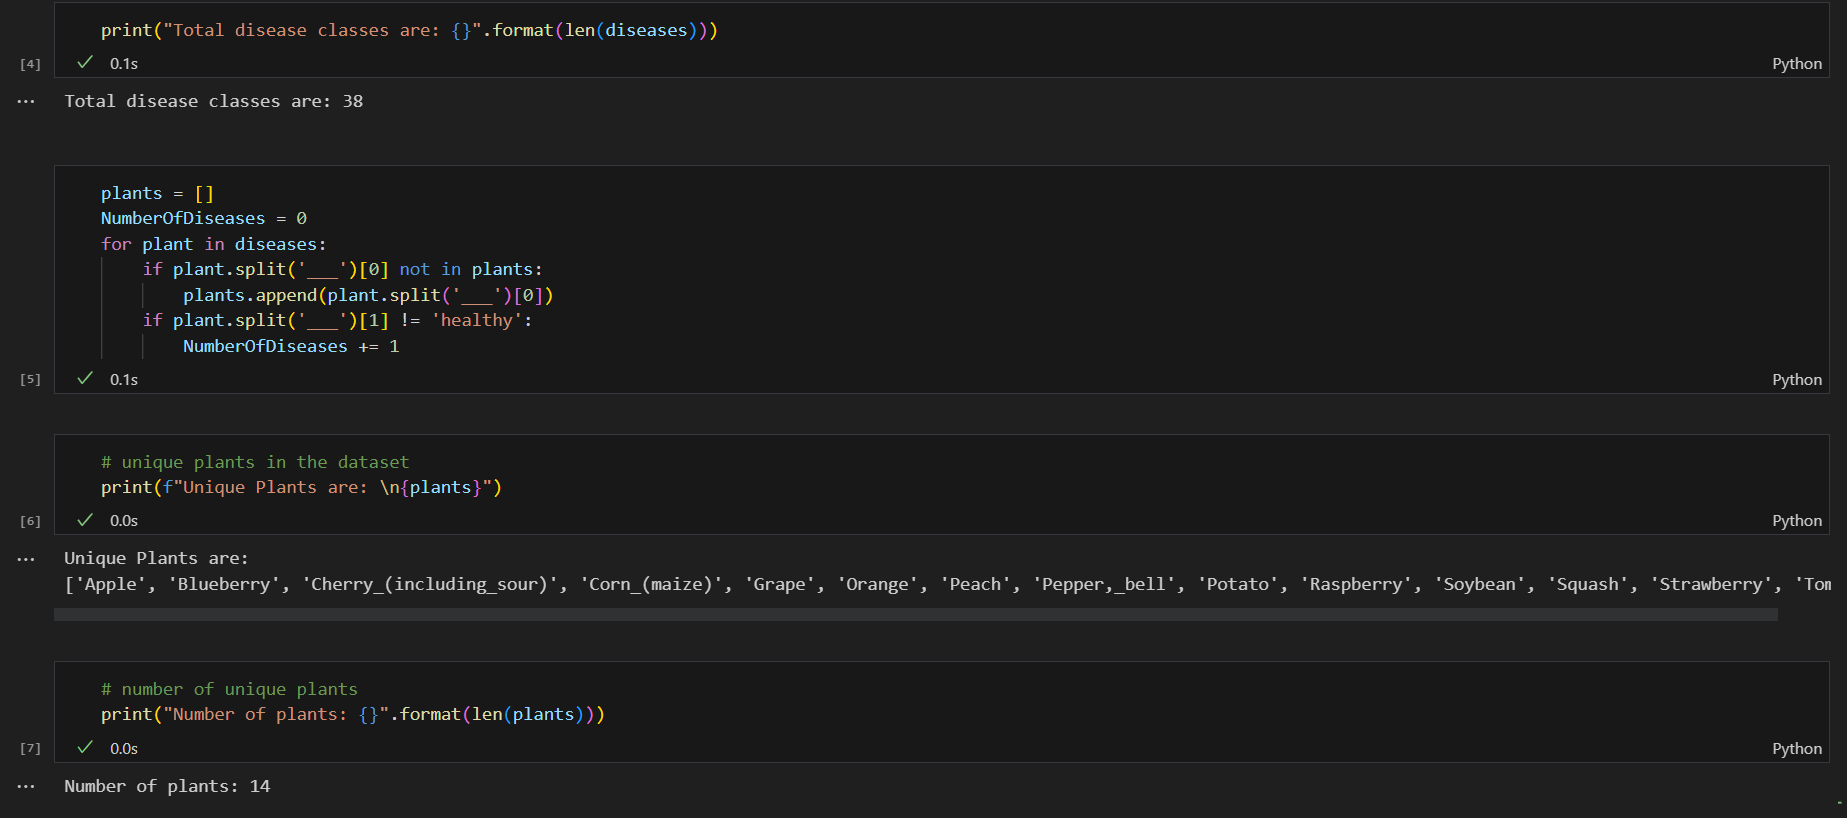 print("Total disease classes are: {}".format(len(diseases)))
[4]
0.1s
Python
Total disease classes are: 38
plants = []
NumberOfDiseases = 0
for plant in diseases:
    if plant.split('___')[0] not in plants:
        plants.append(plant.split('___')[0])
    if plant.split('___')[1] != 'healthy':
        NumberOfDiseases += 1
[5]
0.1s
Python
# unique plants in the dataset
print(f"Unique Plants are: \n{plants}")
[6]
0.0s
Python
Unique Plants are:
['Apple', 'Blueberry', 'Cherry_(including_sour)', 'Corn_(maize)', 'Grape', 'Orange', 'Peach', 'Pepper,_bell', 'Potato', 'Raspberry', 'Soybean', 'Squash', 'Strawberry', 'Tom
# number of unique plants
print("Number of plants: {}".format(len(plants)))
[7]
0.0s
Python
Number of plants: 14